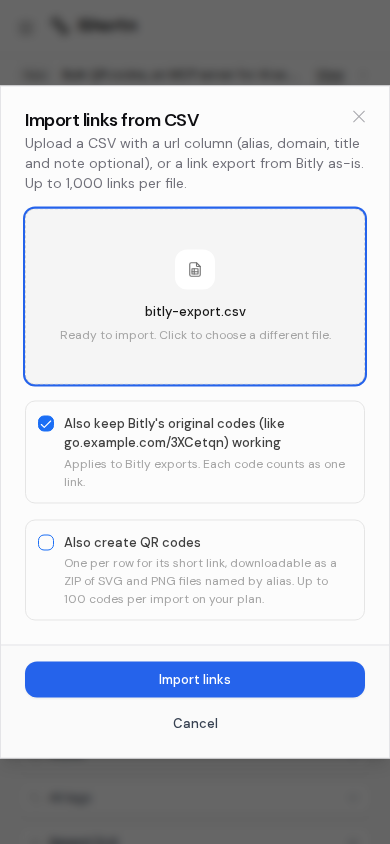 Import links from CSV
Upload a CSV with a url column (alias, domain, title
and note optional), or a link export from Bitly as-is.
Up to 1,000 links per file.
bitly-export.csv
Ready to import. Click to choose a different file.
Also keep Bitly's original codes (like
go.example.com/3XCetqn) working
Applies to Bitly exports. Each code counts as one
link.
Also create QR codes
One per row for its short link, downloadable as a
ZIP of SVG and PNG files named by alias. Up to
100 codes per import on your plan.
Import links
Cancel